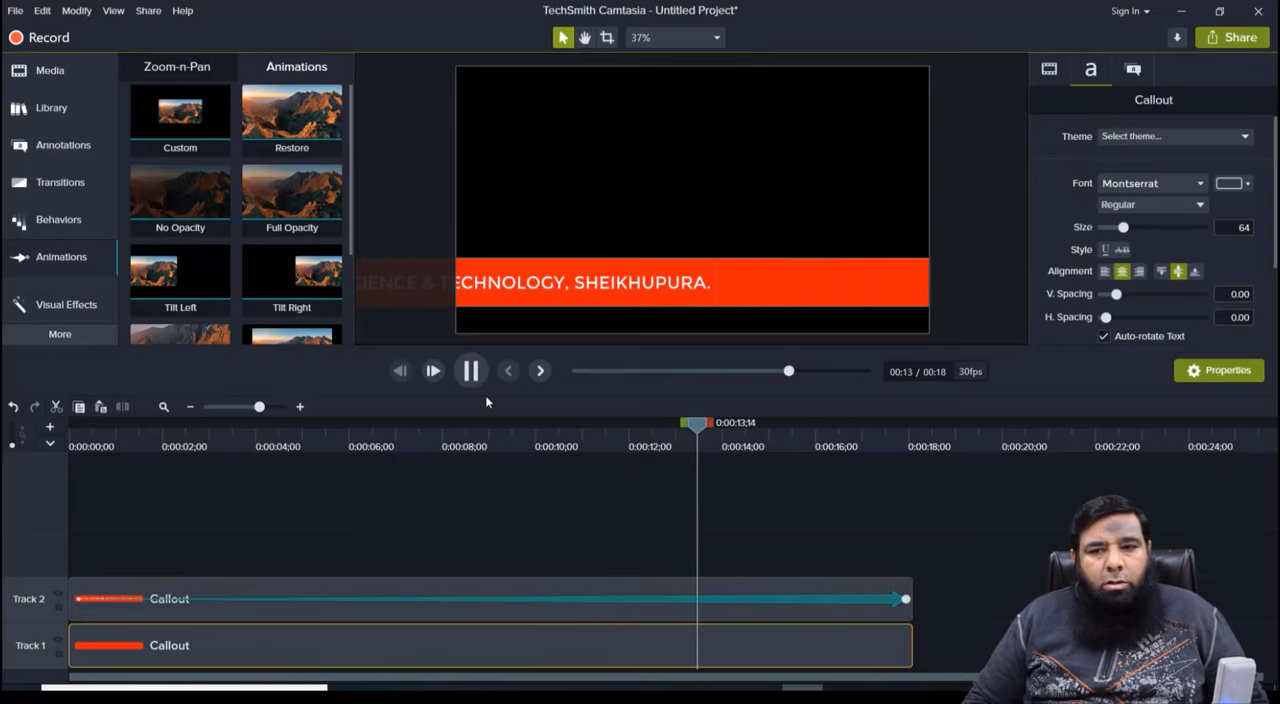 TechSmith Camtasia - Untitled Project*
File Edit Modify View Share Help
Sign In
Record
37%
Share
Media
Library
Annotations
Transitions
Behaviors
Animations
Visual Effects
More
Zoom-n-Pan Animations
Custom Restore
No Opacity Full Opacity
Tilt Left Tilt Right
CIENCE & TECHNOLOGY, SHEIKHUPURA.
a
Callout
Theme Select theme...
Font Montserrat
Regular
Size 64
Style U AB
Alignment
V. Spacing 0.00
H. Spacing 0.00
Auto-rotate Text
00:13 / 00:18 30fps
Properties
0:00:13;14
0:00:00;00 0:00:02;00 0:00:04;00 0:00:06;00 0:00:08;00 0:00:10;00 0:00:12;00 0:00:14;00 0:00:16;00 0:00:18;00 0:00:20;00 0:00:22;00 0:00:24;00
Track 2 Callout
Track 1 Callout